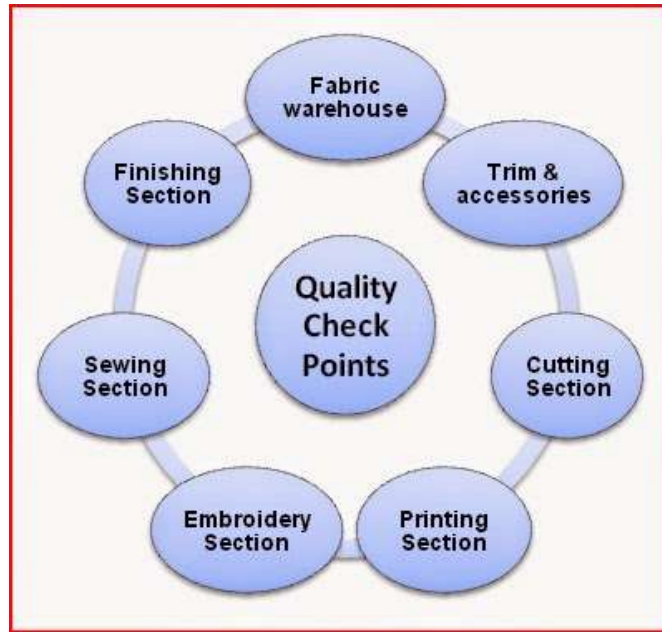 Fabric
warehouse
Trim &
accessories
Cutting
Section
Printing
Section
Embroidery
Section
Sewing
Section
Finishing
Section
Quality
Check
Points